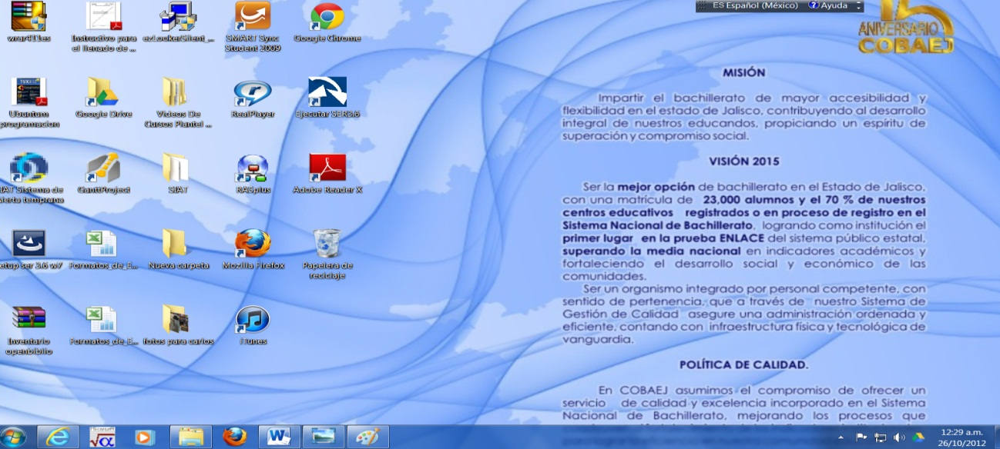 ES Español (México) Ayuda
15
ANIVERSARIO
COBAEJ
wrar411es
Instructivo para
el llenado de ...
ezLookerSilent_...
SMART Sync
Student 2009
Google Chrome
Ubuntum
programacion
Google Drive
Videos De
Cursos Plantel ...
RealPlayer
Ejecutar SER3.6
IAT Sistema de
lerta temprana
GanttProject
SIAT
RASplus
Adobe Reader X
etup ser 3.6 w7
Formatos_de_E...
Nueva carpeta
Mozilla Firefox
Papelera de
reciclaje
Inventario
openbiblio
Formatos_de_E...
fotos para carlos
iTunes
MISIÓN
Impartir el bachillerato de mayor accesibilidad y
flexibilidad en el estado de Jalisco, contribuyendo al desarrollo
integral de nuestros educandos, propiciando un espíritu de
superación y compromiso social.
VISIÓN 2015
Ser la mejor opción de bachillerato en el Estado de Jalisco,
con una matrícula de 23,000 alumnos y el 70 % de nuestros
centros educativos registrados o en proceso de registro en el
Sistema Nacional de Bachillerato, logrando como institución el
primer lugar en la prueba ENLACE del sistema público estatal,
superando la media nacional en indicadores académicos y
fortaleciendo el desarrollo social y económico de las
comunidades.
Ser un organismo integrado por personal competente, con
sentido de pertenencia, que a través de nuestro Sistema de
Gestión de Calidad asegure una administración ordenada y
eficiente, contando con infraestructura física y tecnológica de
vanguardia.
POLÍTICA DE CALIDAD.
En COBAEJ asumimos el compromiso de ofrecer un
servicio de calidad y excelencia incorporado en el Sistema
Nacional de Bachillerato, mejorando los procesos que
Microsoft
√α
W
12:29 a.m.
26/10/2012